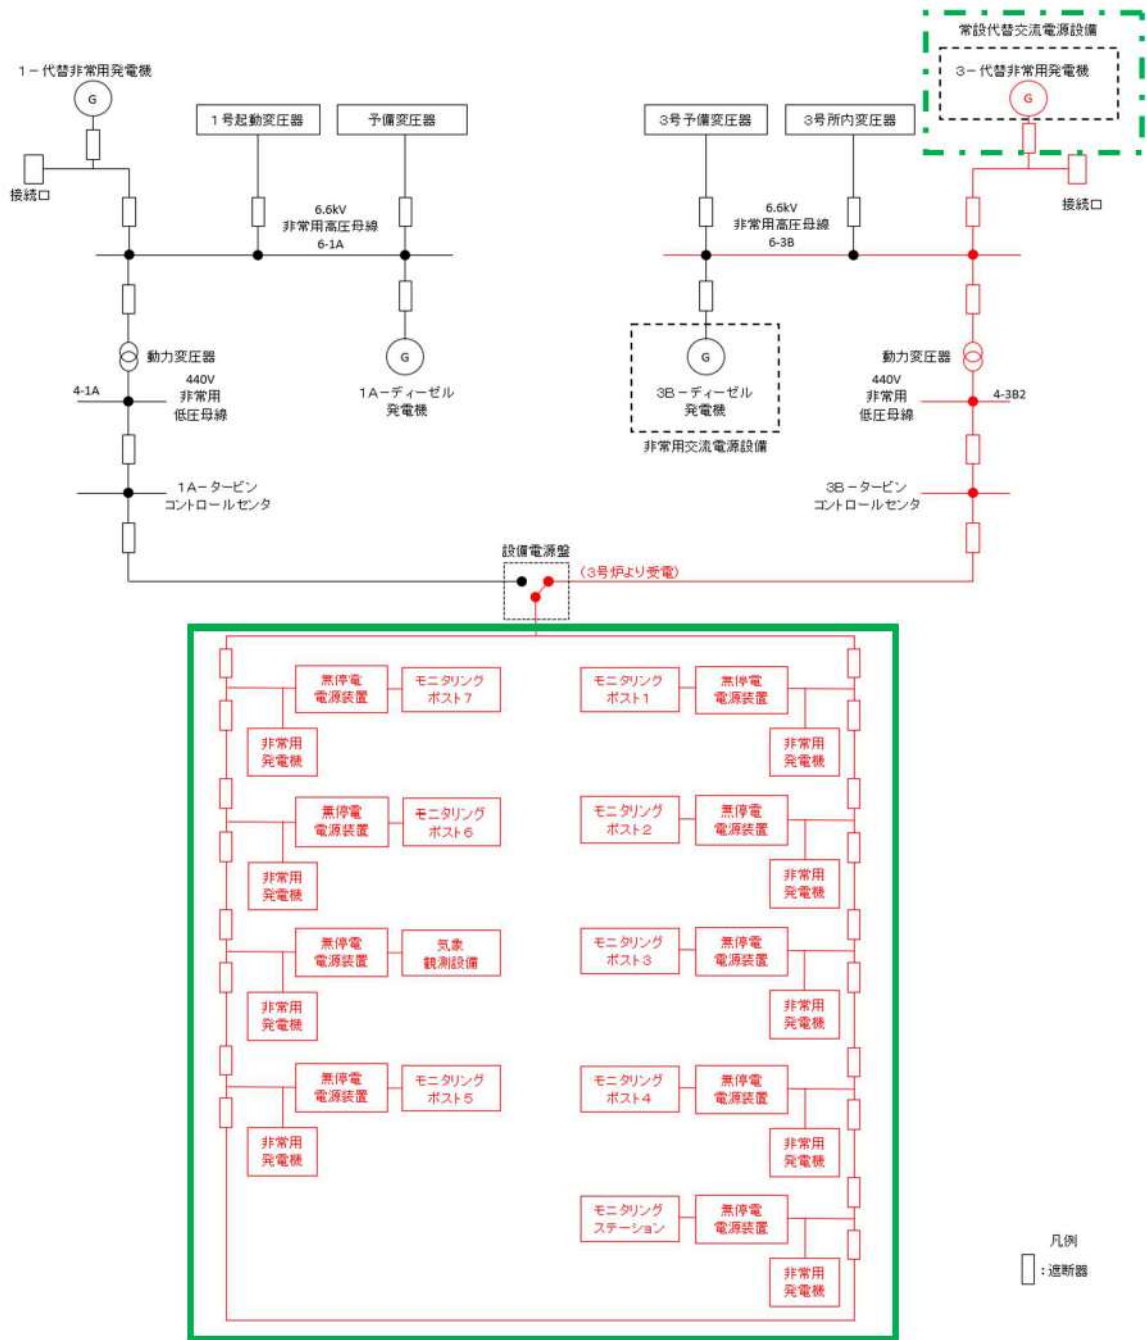 常設代替交流電源設備
1-代替非常用発電機
3-代替非常用発電機
G
G
1号起動変圧器
予備変圧器
3号予備変圧器
3号所内変圧器
接続口
接続口
6.6kV
非常用高圧母線
6-1A
6.6kV
非常用高圧母線
6-3B
動力変圧器
G
1A-ディーゼル
発電機
G
3B-ディーゼル
発電機
非常用交流電源設備
動力変圧器
4-1A
440V
非常用
低圧母線
440V
非常用
低圧母線
4-3B2
1A-タービン
コントロールセンタ
3B-タービン
コントロールセンタ
設備電源盤
(3号炉より受電)
無停電
電源装置
モニタリング
ポスト7
非常用
発電機
モニタリング
ポスト1
無停電
電源装置
非常用
発電機
無停電
電源装置
モニタリング
ポスト6
非常用
発電機
モニタリング
ポスト2
無停電
電源装置
非常用
発電機
無停電
電源装置
気象
観測設備
非常用
発電機
モニタリング
ポスト3
無停電
電源装置
非常用
発電機
無停電
電源装置
モニタリング
ポスト5
非常用
発電機
モニタリング
ポスト4
無停電
電源装置
非常用
発電機
モニタリング
ステーション
無停電
電源装置
非常用
発電機
凡例
:遮断器